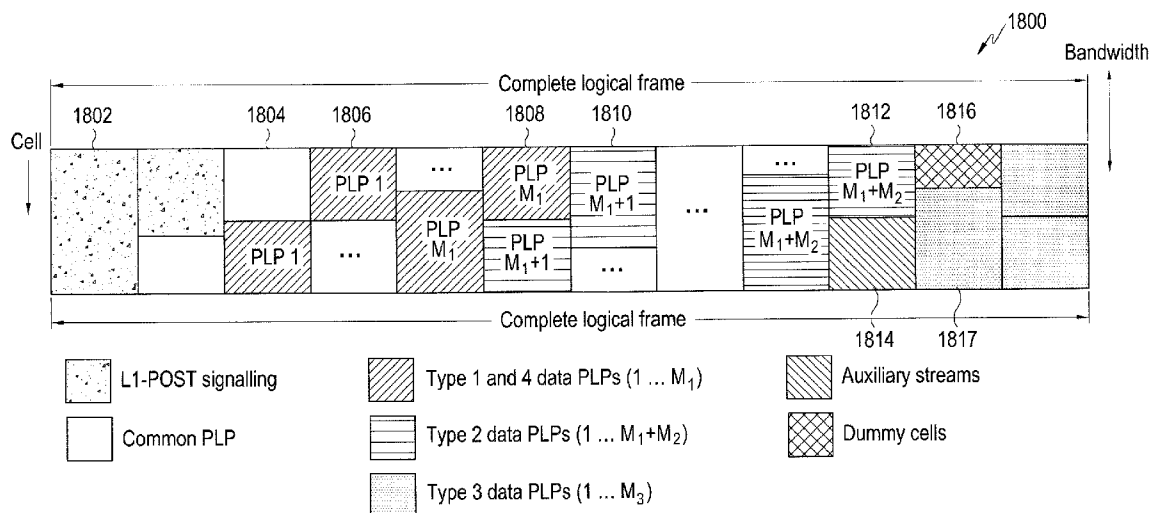 1800
Bandwidth
Complete logical frame
1802
1804
1806
1808
1810
1812
1816
Cell
PLP 1
...
PLP
M1
...
PLP
M1+1
...
PLP
M1+M2
PLP 1
...
PLP
M1
PLP
M1+1
...
PLP
M1+M2
Complete logical frame
1814
1817
L1-POST signalling
Common PLP
Type 1 and 4 data PLPs (1 ... M1)
Type 2 data PLPs (1 ... M1+M2)
Type 3 data PLPs (1 ... M3)
Auxiliary streams
Dummy cells